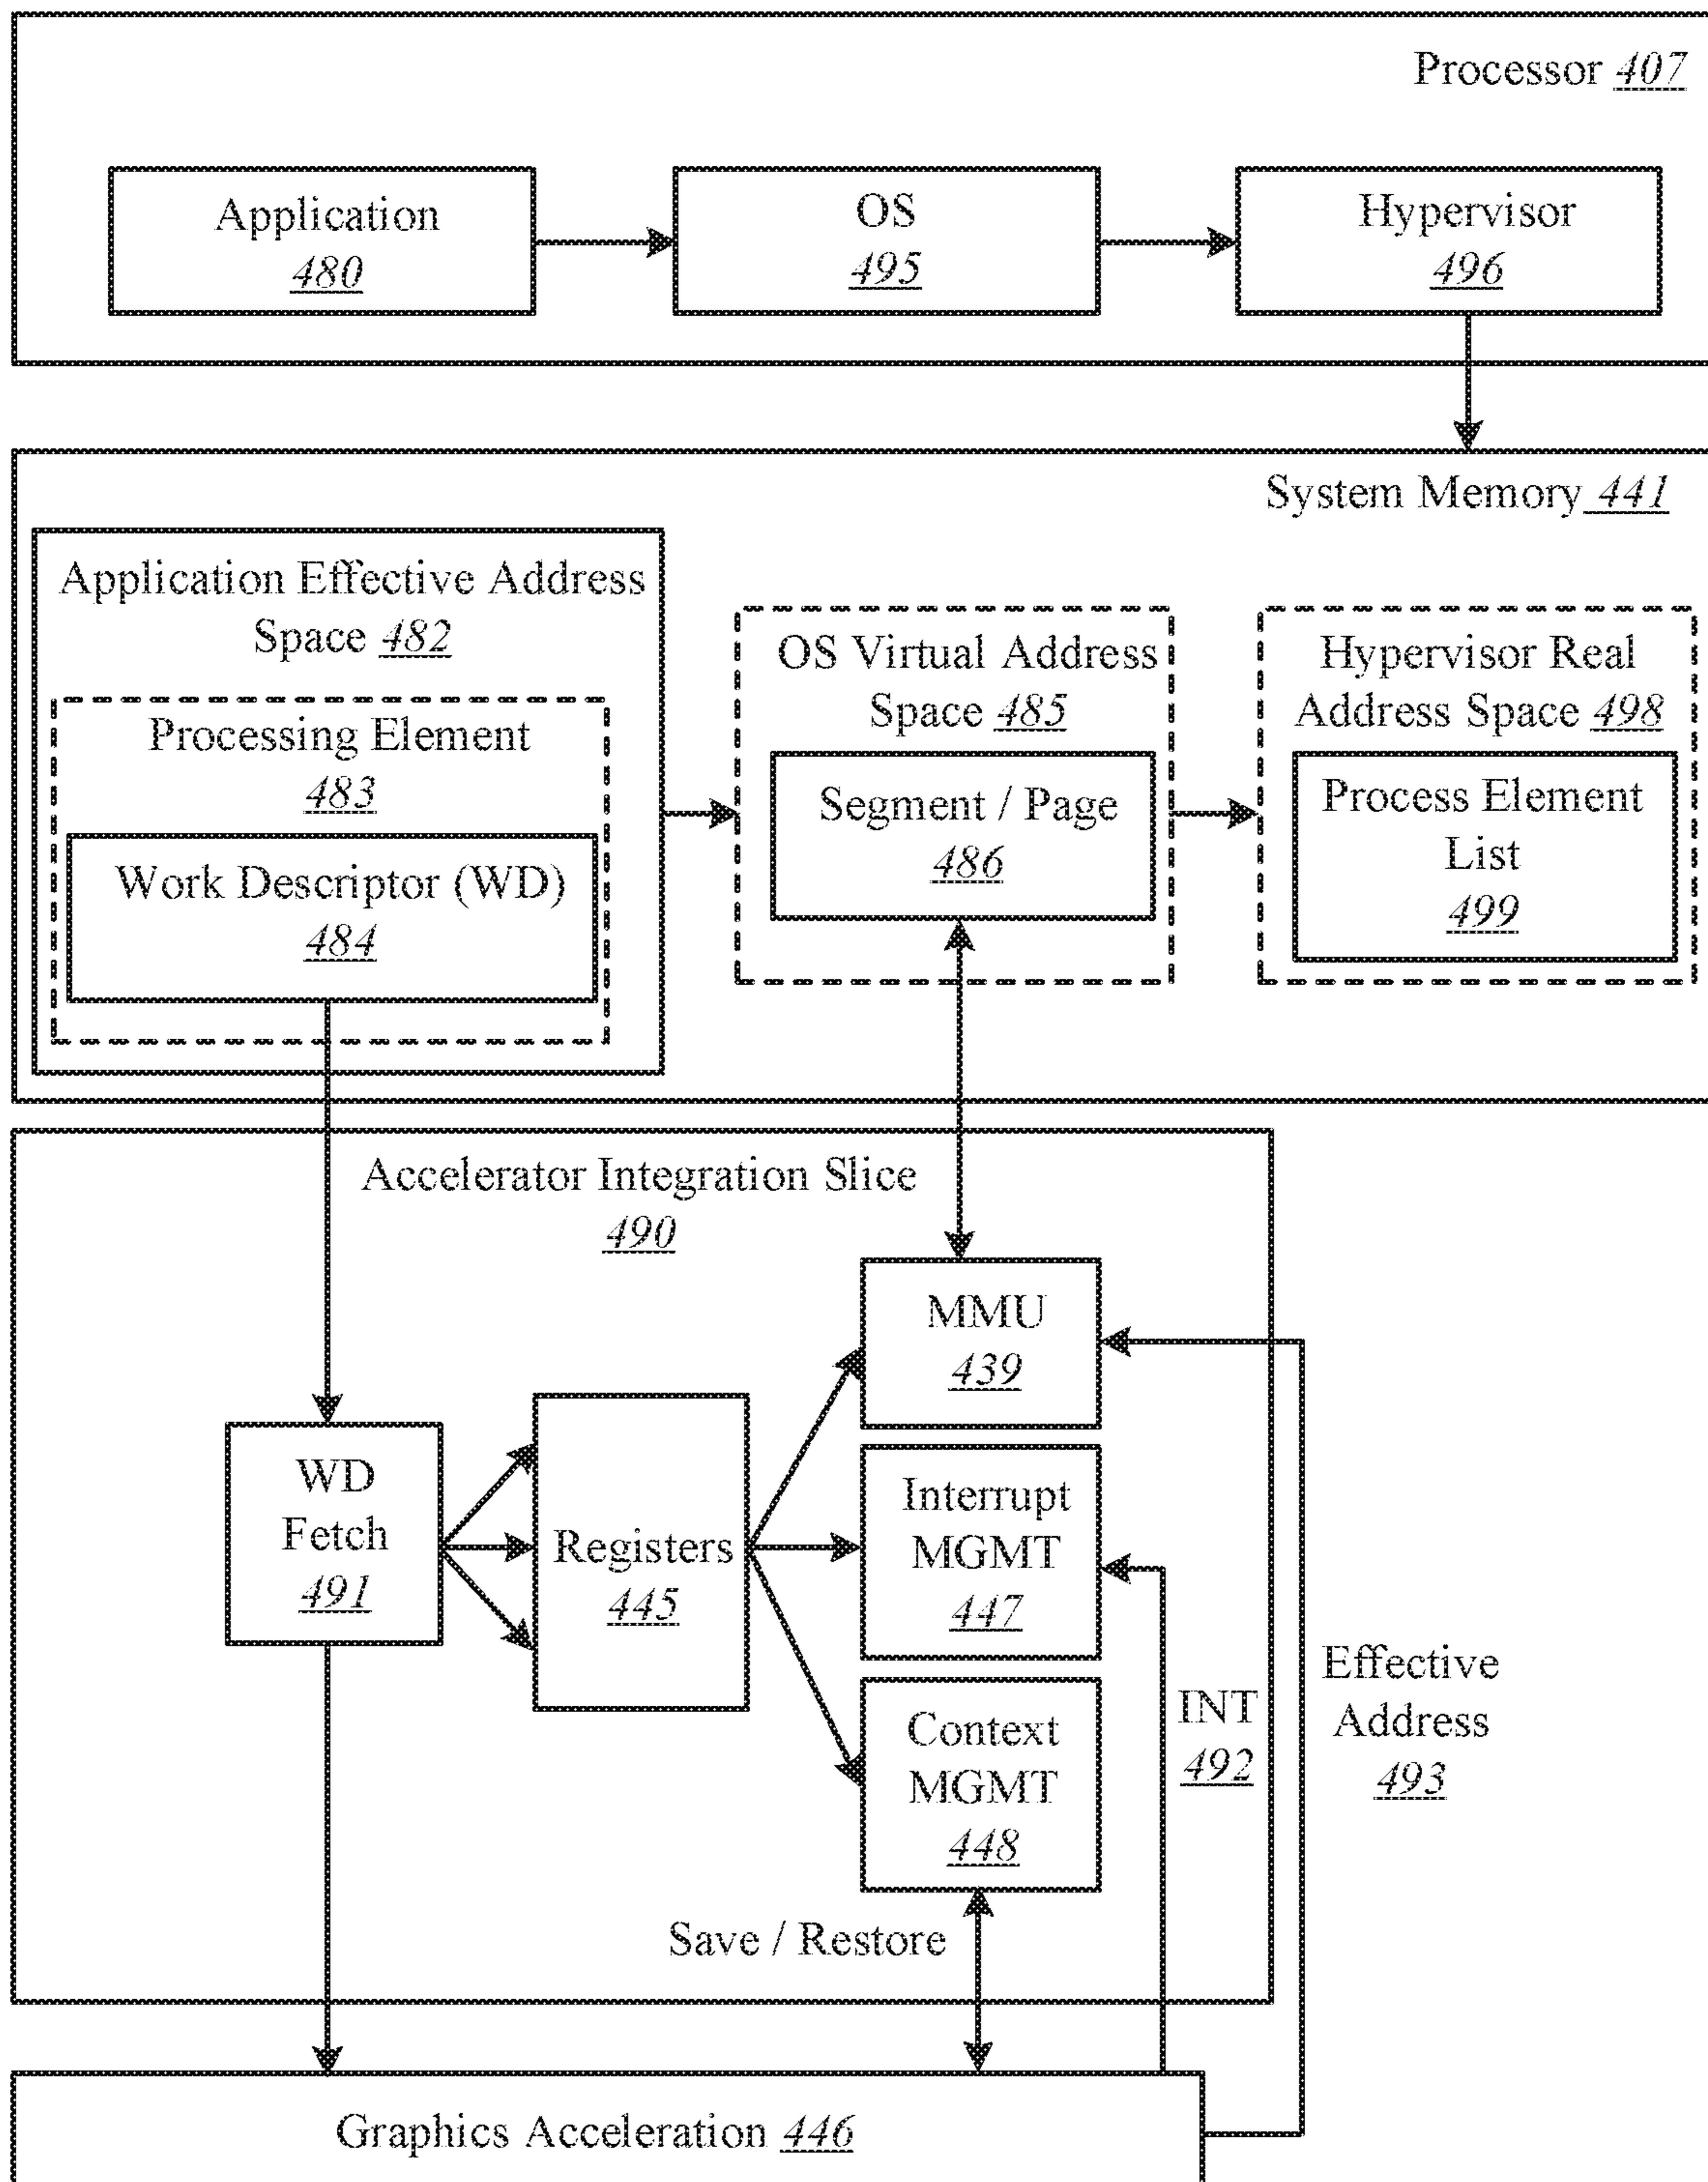 Processor 407
Application
480
OS
495
Hypervisor
496
System Memory 441
Application Effective Address
Space 482
Processing Element
483
Work Descriptor (WD)
484
OS Virtual Address
Space 485
Segment / Page
486
Hypervisor Real
Address Space 498
Process Element
List
499
Accelerator Integration Slice
490
MMU
439
WD
Fetch
491
Registers
445
Interrupt
MGMT
447
Context
MGMT
448
INT
492
Effective
Address
493
Save / Restore
Graphics Acceleration 446